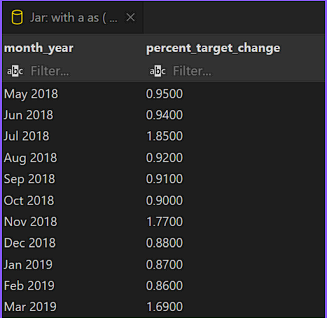 Jar: with a as ( ...
month_year percent_target_change
abc Filter... abc Filter...
May 2018 0.9500
Jun 2018 0.9400
Jul 2018 1.8500
Aug 2018 0.9200
Sep 2018 0.9100
Oct 2018 0.9000
Nov 2018 1.7700
Dec 2018 0.8800
Jan 2019 0.8700
Feb 2019 0.8600
Mar 2019 1.6900